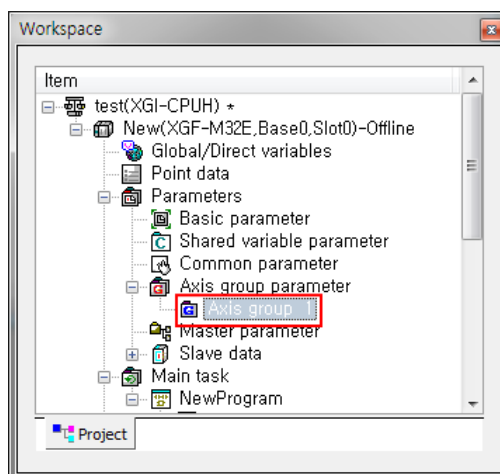 Workspace
Item
test(XGI-CPUH) *
New(XGF-M32E,Base0,Slot0)-Offline
Global/Direct variables
Point data
Parameters
Basic parameter
Shared variable parameter
Common parameter
Axis group parameter
Axis group 1
Master parameter
Slave data
Main task
NewProgram
Project